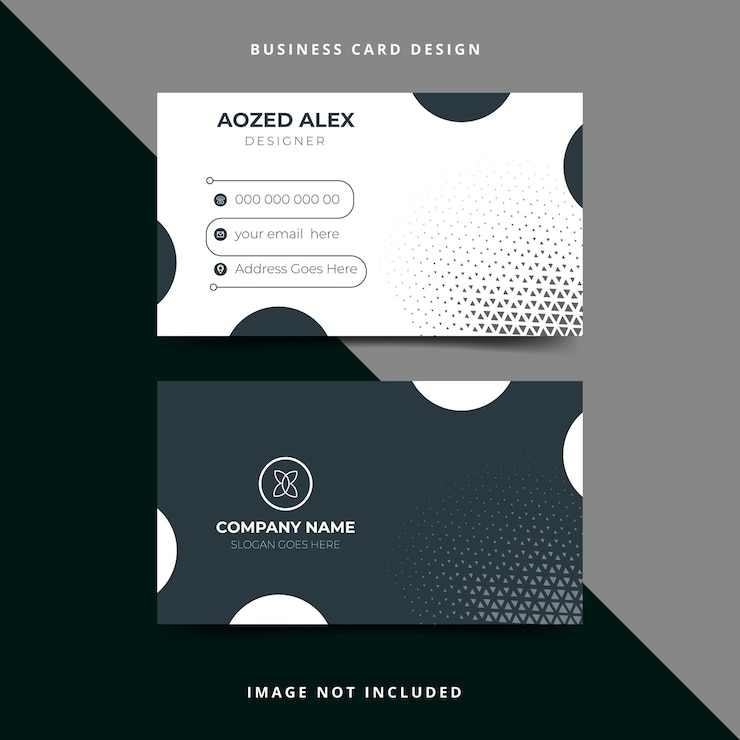 BUSINESS CARD DESIGN
AOZED ALEX
DESIGNER
000 000 000 00
your email here
Address Goes Here
COMPANY NAME
SLOGAN GOES HERE
IMAGE NOT INCLUDED